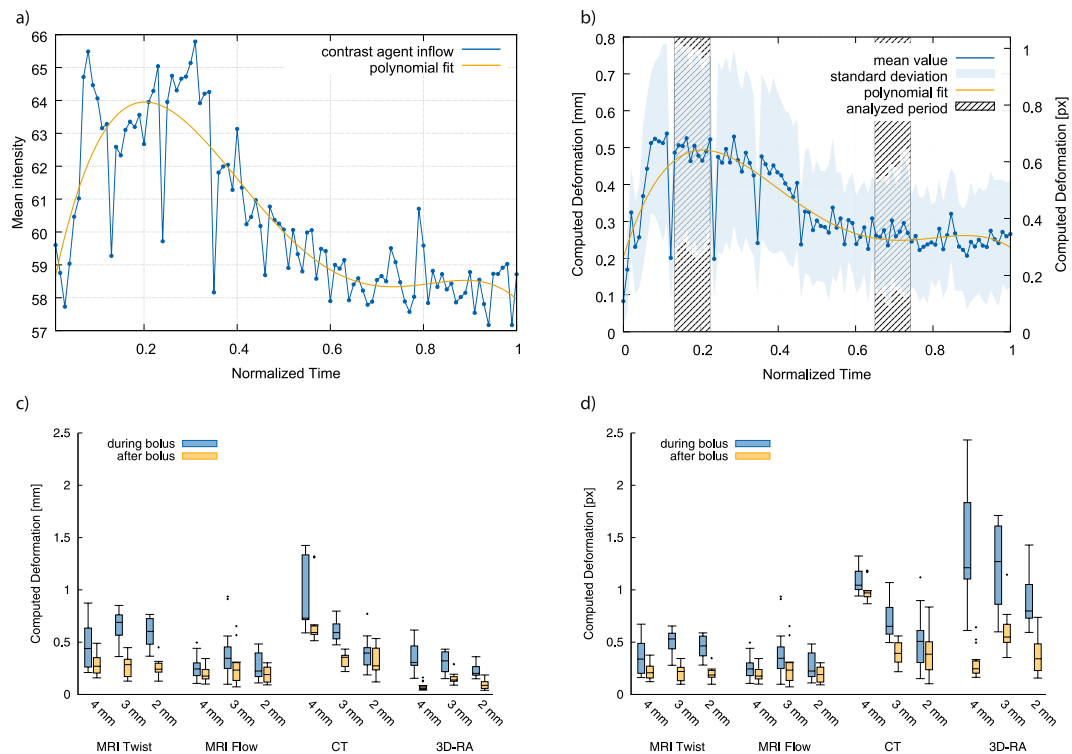 a)
66
65
64
63
62
61
60
59
58
57
Mean intensity
contrast agent inflow
polynomial fit
0.2
0.4
0.6
0.8
1
Normalized Time
b)
0.8
0.7
0.6
0.5
0.4
0.3
0.2
0.1
0
Computed Deformation [mm]
mean value
standard deviation
polynomial fit
analyzed period
1
0.8
0.6
0.4
0.2
0
Computed Deformation [px]
0
0.2
0.4
0.6
0.8
1
Normalized Time
c)
2.5
2
1.5
1
0.5
0
Computed Deformation [mm]
during bolus
after bolus
4 mm
3 mm
2 mm
4 mm
3 mm
2 mm
4 mm
3 mm
2 mm
4 mm
3 mm
2 mm
MRI Twist
MRI Flow
CT
3D-RA
d)
2.5
2
1.5
1
0.5
0
Computed Deformation [px]
during bolus
after bolus
4 mm
3 mm
2 mm
4 mm
3 mm
2 mm
4 mm
3 mm
2 mm
4 mm
3 mm
2 mm
MRI Twist
MRI Flow
CT
3D-RA